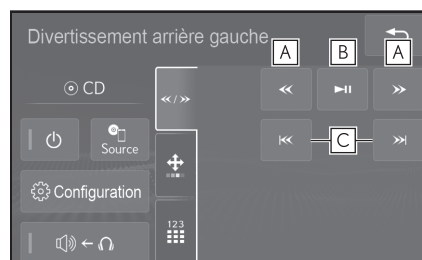 Divertissement arrière gauche
A B A
CD
Source
C
Configuration
123